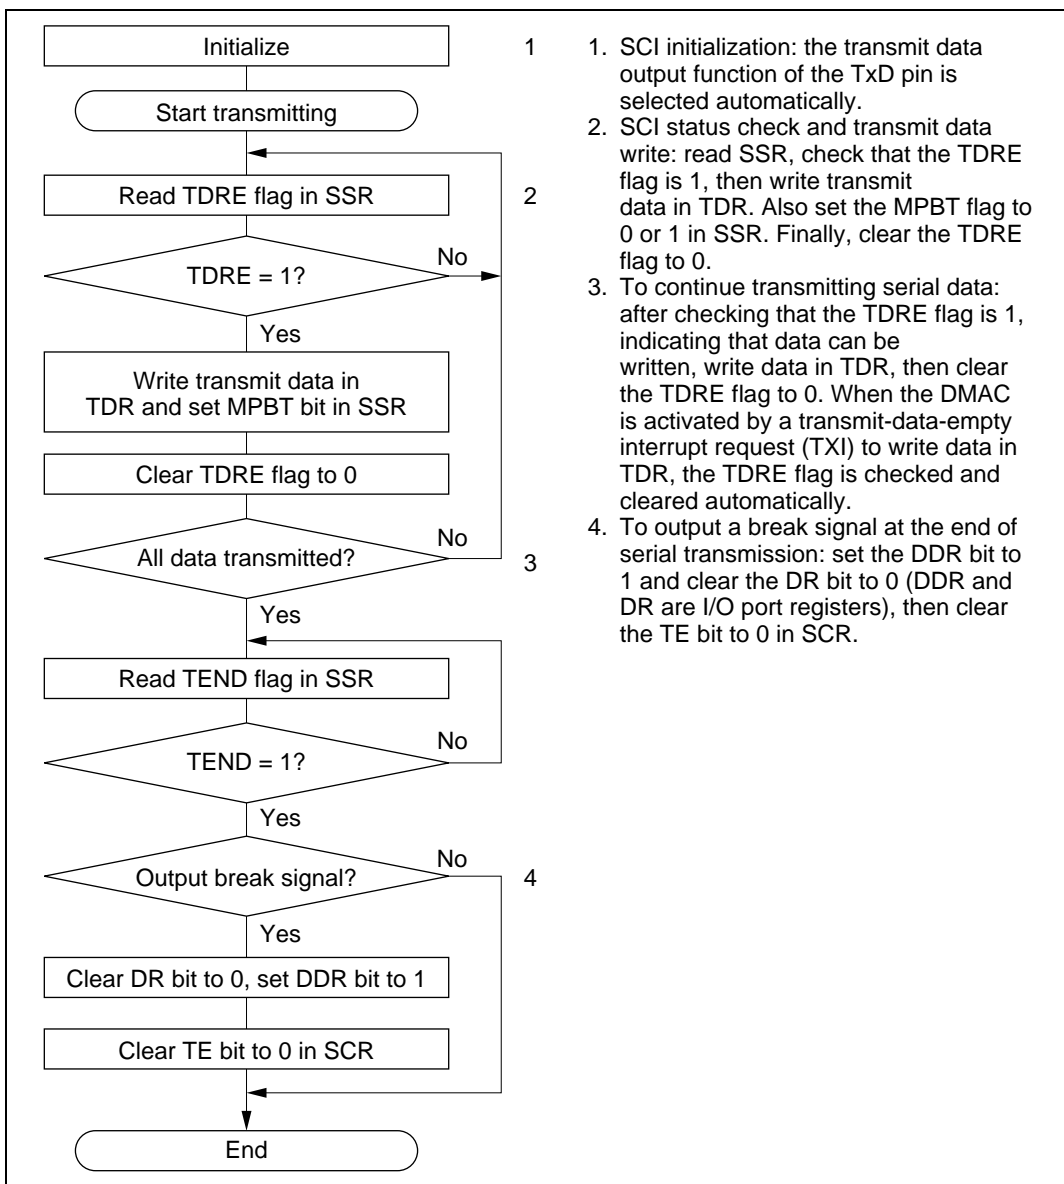 Initialize
1
Start transmitting
Read TDRE flag in SSR
2
TDRE = 1?
No
Yes
Write transmit data in
TDR and set MPBT bit in SSR
Clear TDRE flag to 0
All data transmitted?
No
3
Yes
Read TEND flag in SSR
TEND = 1?
No
Yes
Output break signal?
No
4
Yes
Clear DR bit to 0, set DDR bit to 1
Clear TE bit to 0 in SCR
End
1. SCI initialization: the transmit data
output function of the TxD pin is
selected automatically.
2. SCI status check and transmit data
write: read SSR, check that the TDRE
flag is 1, then write transmit
data in TDR. Also set the MPBT flag to
0 or 1 in SSR. Finally, clear the TDRE
flag to 0.
3. To continue transmitting serial data:
after checking that the TDRE flag is 1,
indicating that data can be
written, write data in TDR, then clear
the TDRE flag to 0. When the DMAC
is activated by a transmit-data-empty
interrupt request (TXI) to write data in
TDR, the TDRE flag is checked and
cleared automatically.
4. To output a break signal at the end of
serial transmission: set the DDR bit to
1 and clear the DR bit to 0 (DDR and
DR are I/O port registers), then clear
the TE bit to 0 in SCR.